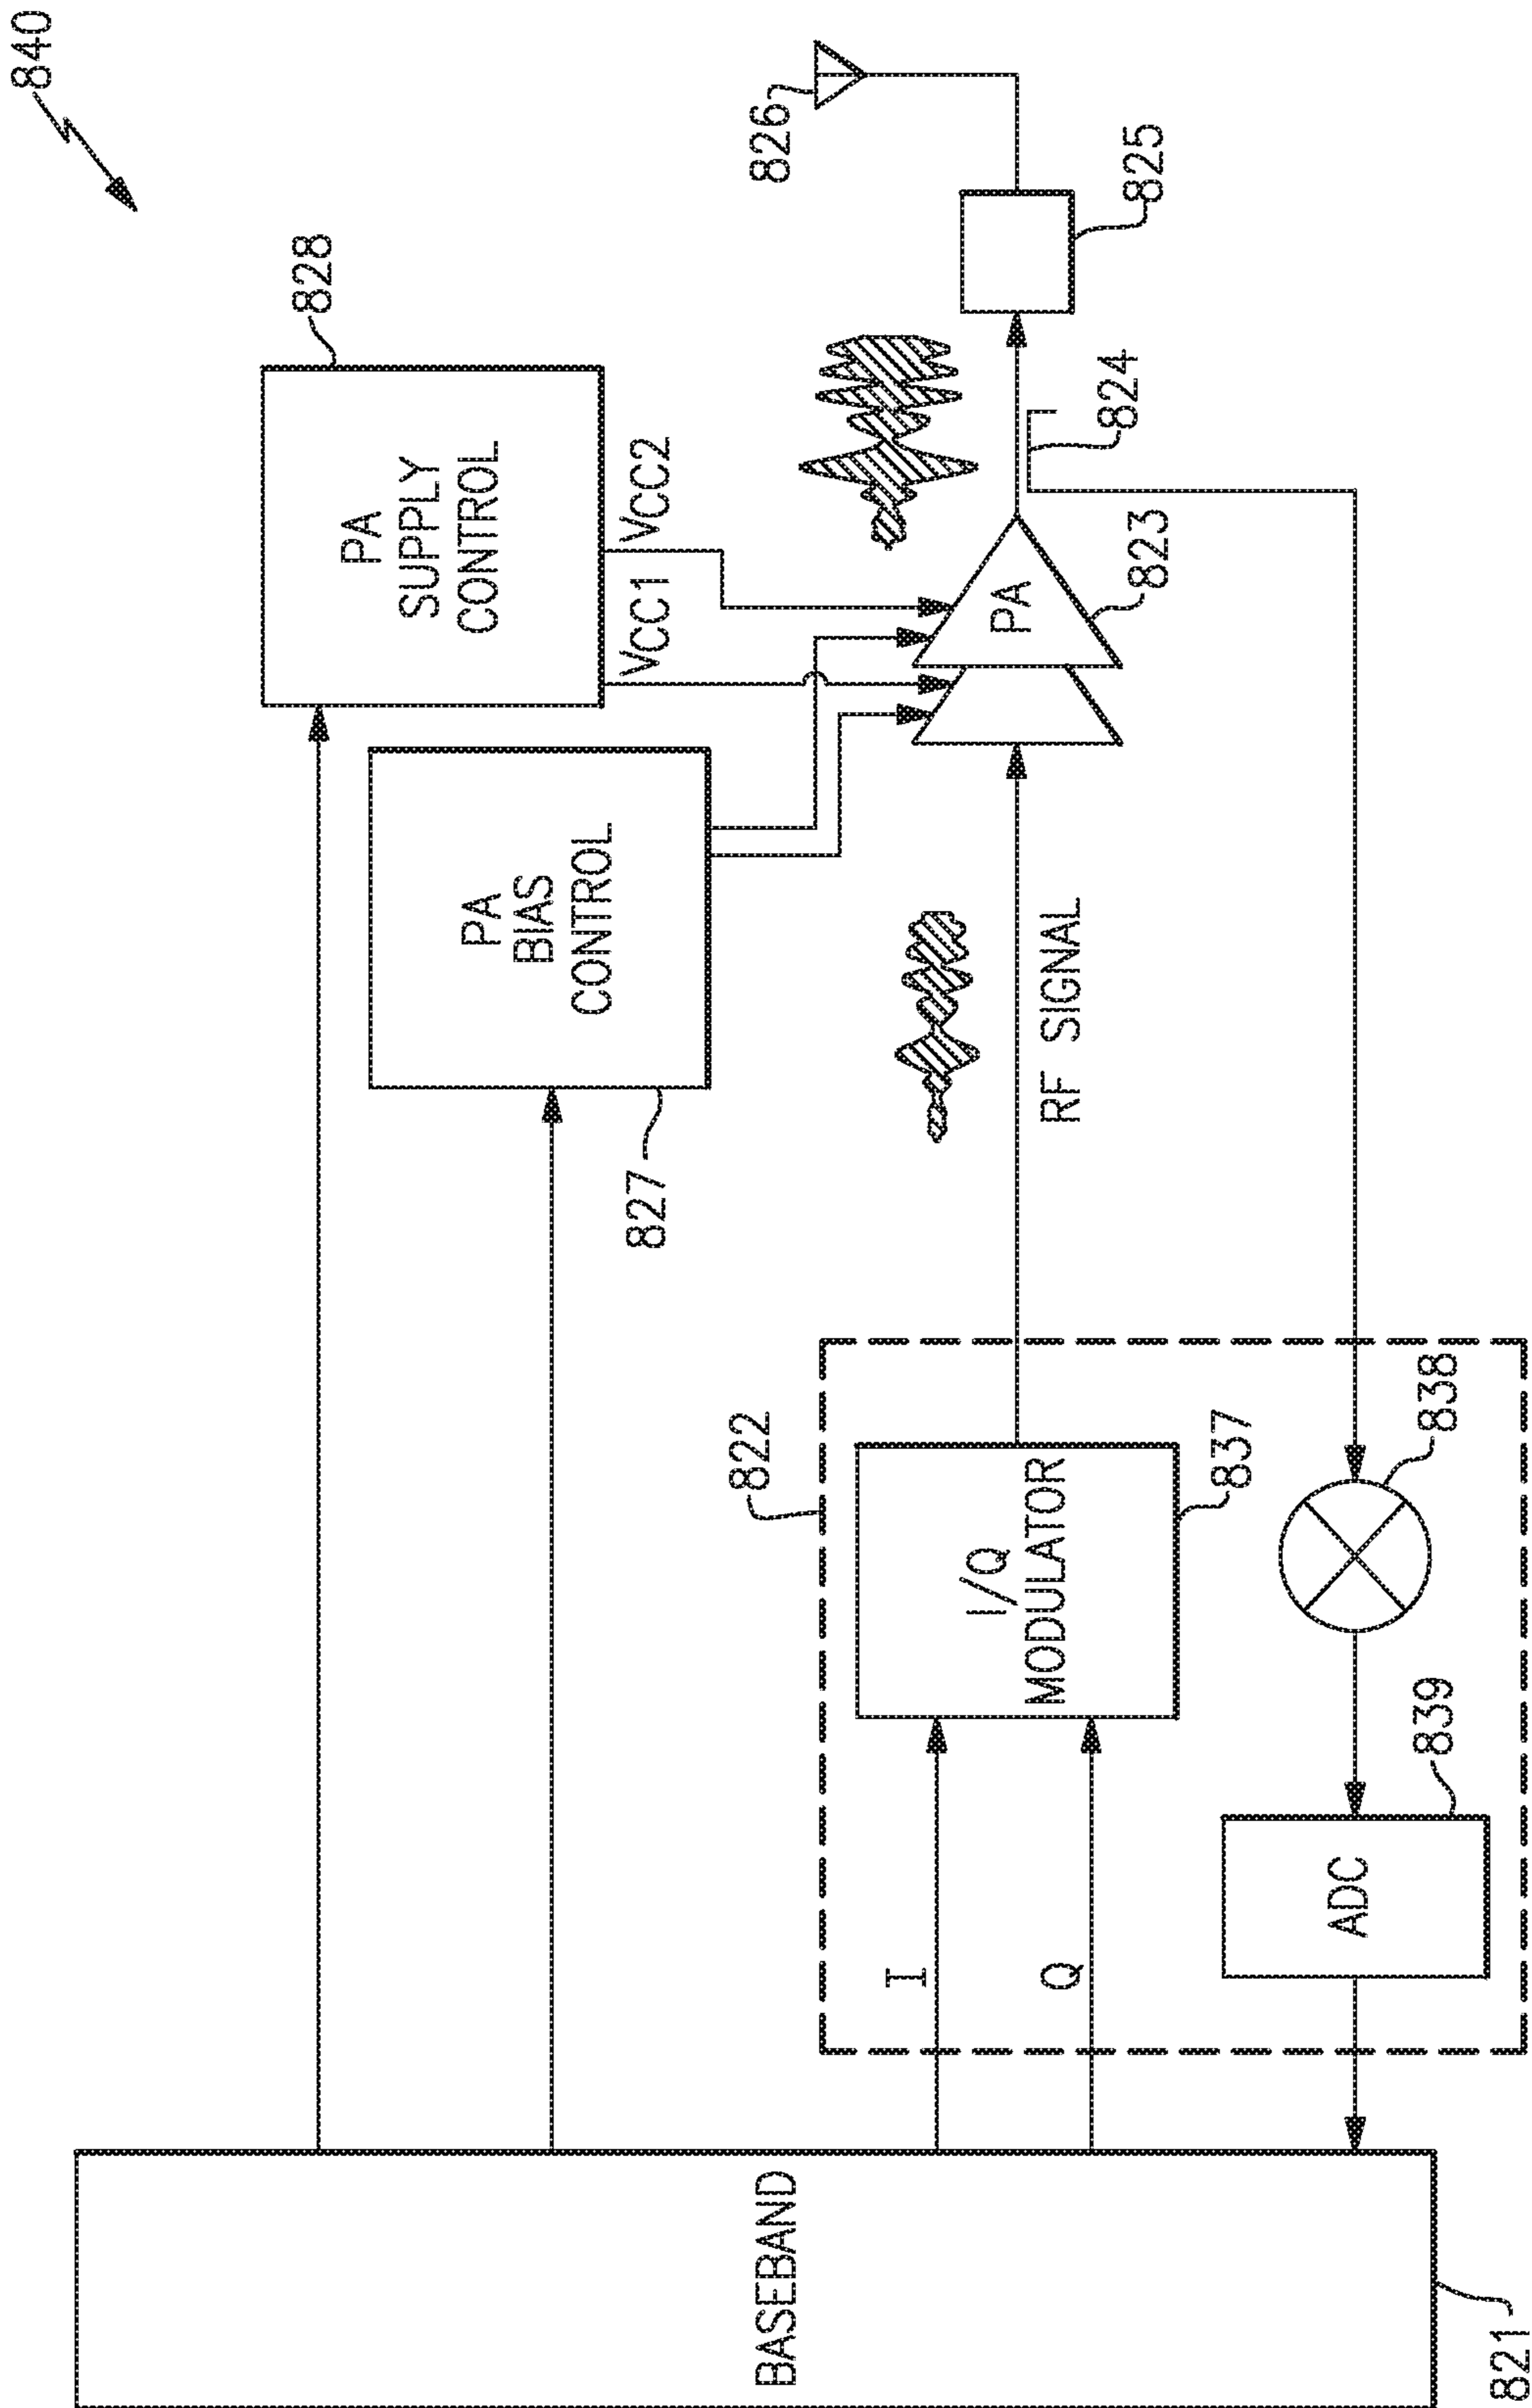 840
828
PA
SUPPLY
CONTROL
VCC1
VCC2
PA
BIAS
CONTROL
827
826
825
824
PA
823
RF SIGNAL
822
I/Q
MODULATOR
837
838
I
Q
ADC
839
BASEBAND
821